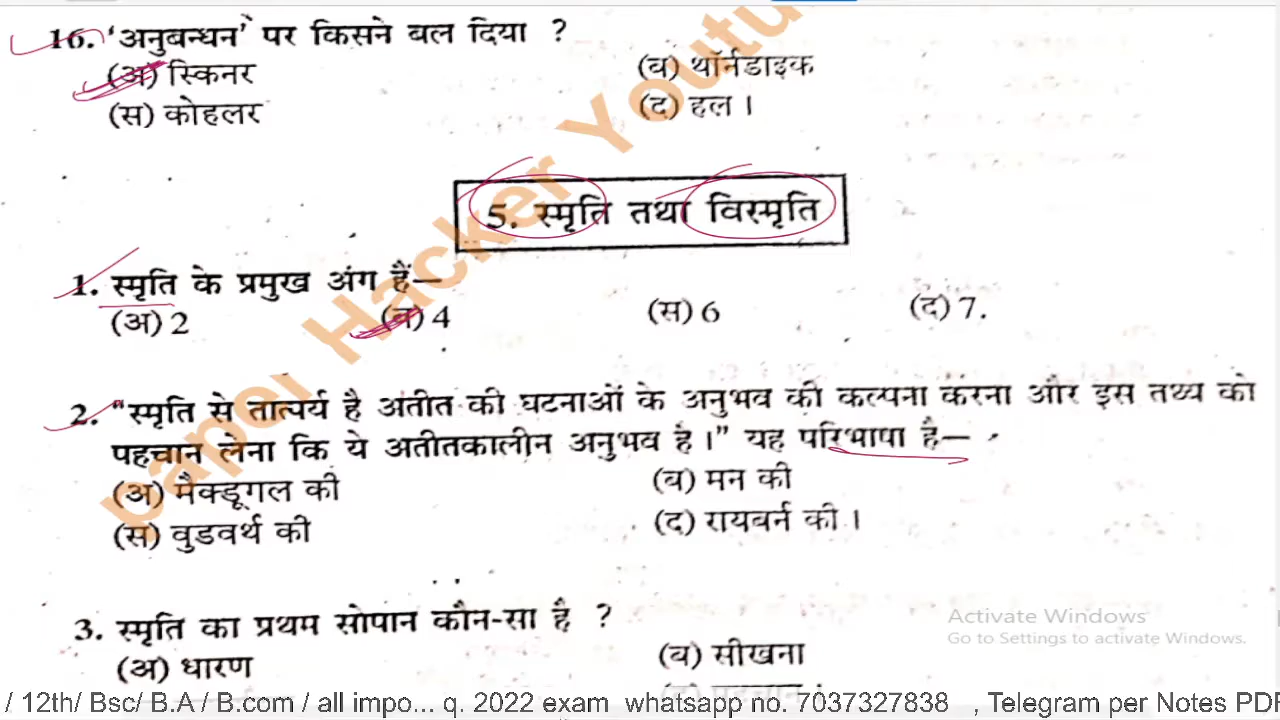 16. 'अनुबन्धन' पर किसने बल दिया ?
(अ) स्किनर (ब) थॉर्नडाइक
(स) कोहलर (द) हल ।
5. स्मृति तथा विस्मृति
1. स्मृति के प्रमुख अंग हैं—
(अ) 2 (ब) 4 (स) 6 (द) 7.
2. "स्मृति से तात्पर्य है अतीत की घटनाओं के अनुभव की कल्पना करना और इस तथ्य को
पहचान लेना कि ये अतीतकालीन अनुभव है ।" यह परिभाषा है—
(अ) मैक्डूगल की (ब) मन की
(स) वुडवर्थ की (द) रायबर्न की ।
3. स्मृति का प्रथम सोपान कौन-सा है ?
(अ) धारण (ब) सीखना
paper Hacker Youtu
Activate Windows
Go to Settings to activate Windows.
/ 12th/ Bsc/ B.A / B.com / all impo... q. 2022 exam whatsapp no. 7037327838 , Telegram per Notes PDF